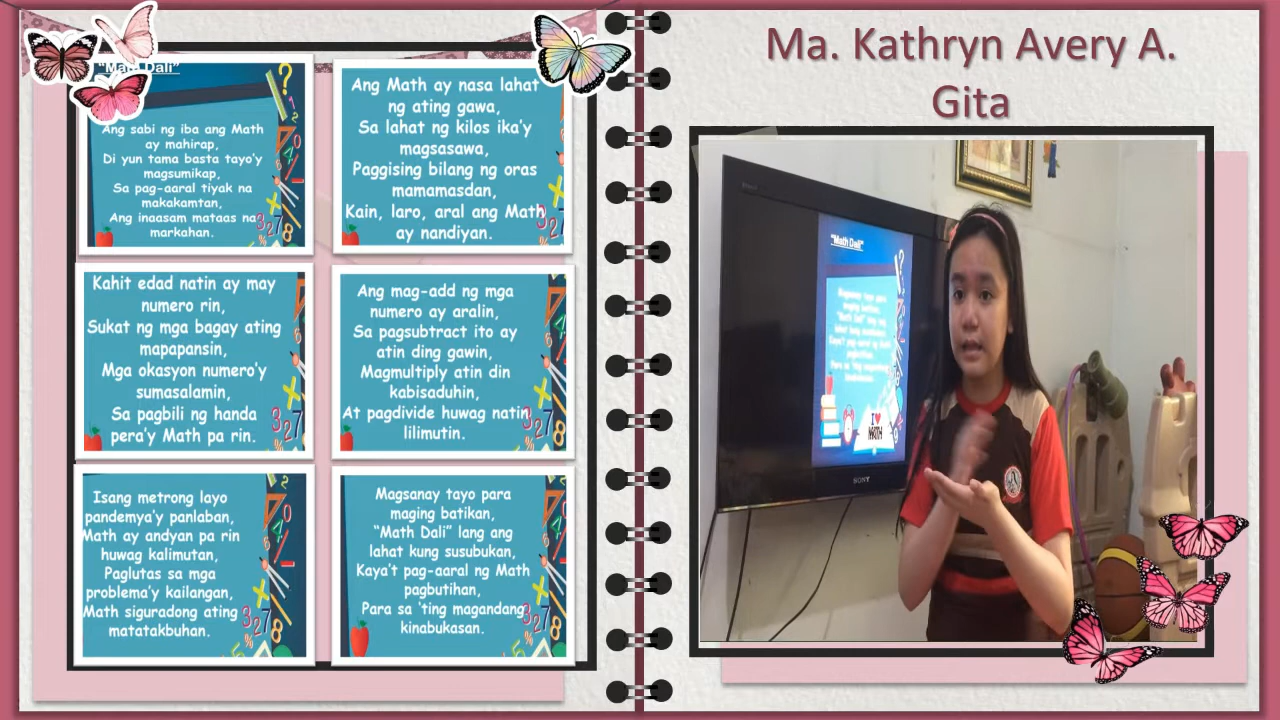 "Math Dali"
Ang sabi ng iba ang Math
ay mahirap,
Di yun tama basta tayo'y
magsumikap,
Sa pag-aaral tiyak na
makakamtan,
Ang inaasam mataas na
markahan.
Ang Math ay nasa lahat
ng ating gawa,
Sa lahat ng kilos ika'y
magsasawa,
Paggising bilang ng oras
mamamasdan,
Kain, laro, aral ang Math
ay nandiyan.
Kahit edad natin ay may
numero rin,
Sukat ng mga bagay ating
mapapansin,
Mga okasyon numero'y
sumasalamin,
Sa pagbili ng handa
pera'y Math pa rin.
Ang mag-add ng mga
numero ay aralin,
Sa pagsubtract ito ay
atin ding gawin,
Magmultiply atin din
kabisaduhin,
At pagdivide huwag natin
lilimutin.
Isang metrong layo
pandemya'y panlaban,
Math ay andyan pa rin
huwag kalimutan,
Paglutas sa mga
problema'y kailangan,
Math siguradong ating
matatakbuhan.
Magsanay tayo para
maging batikan,
"Math Dali" lang ang
lahat kung susubukan,
Kaya't pag-aaral ng Math
pagbutihan,
Para sa 'ting magandang
kinabukasan.
Ma. Kathryn Avery A.
Gita
"Math Dali"
I
MATH
SONY